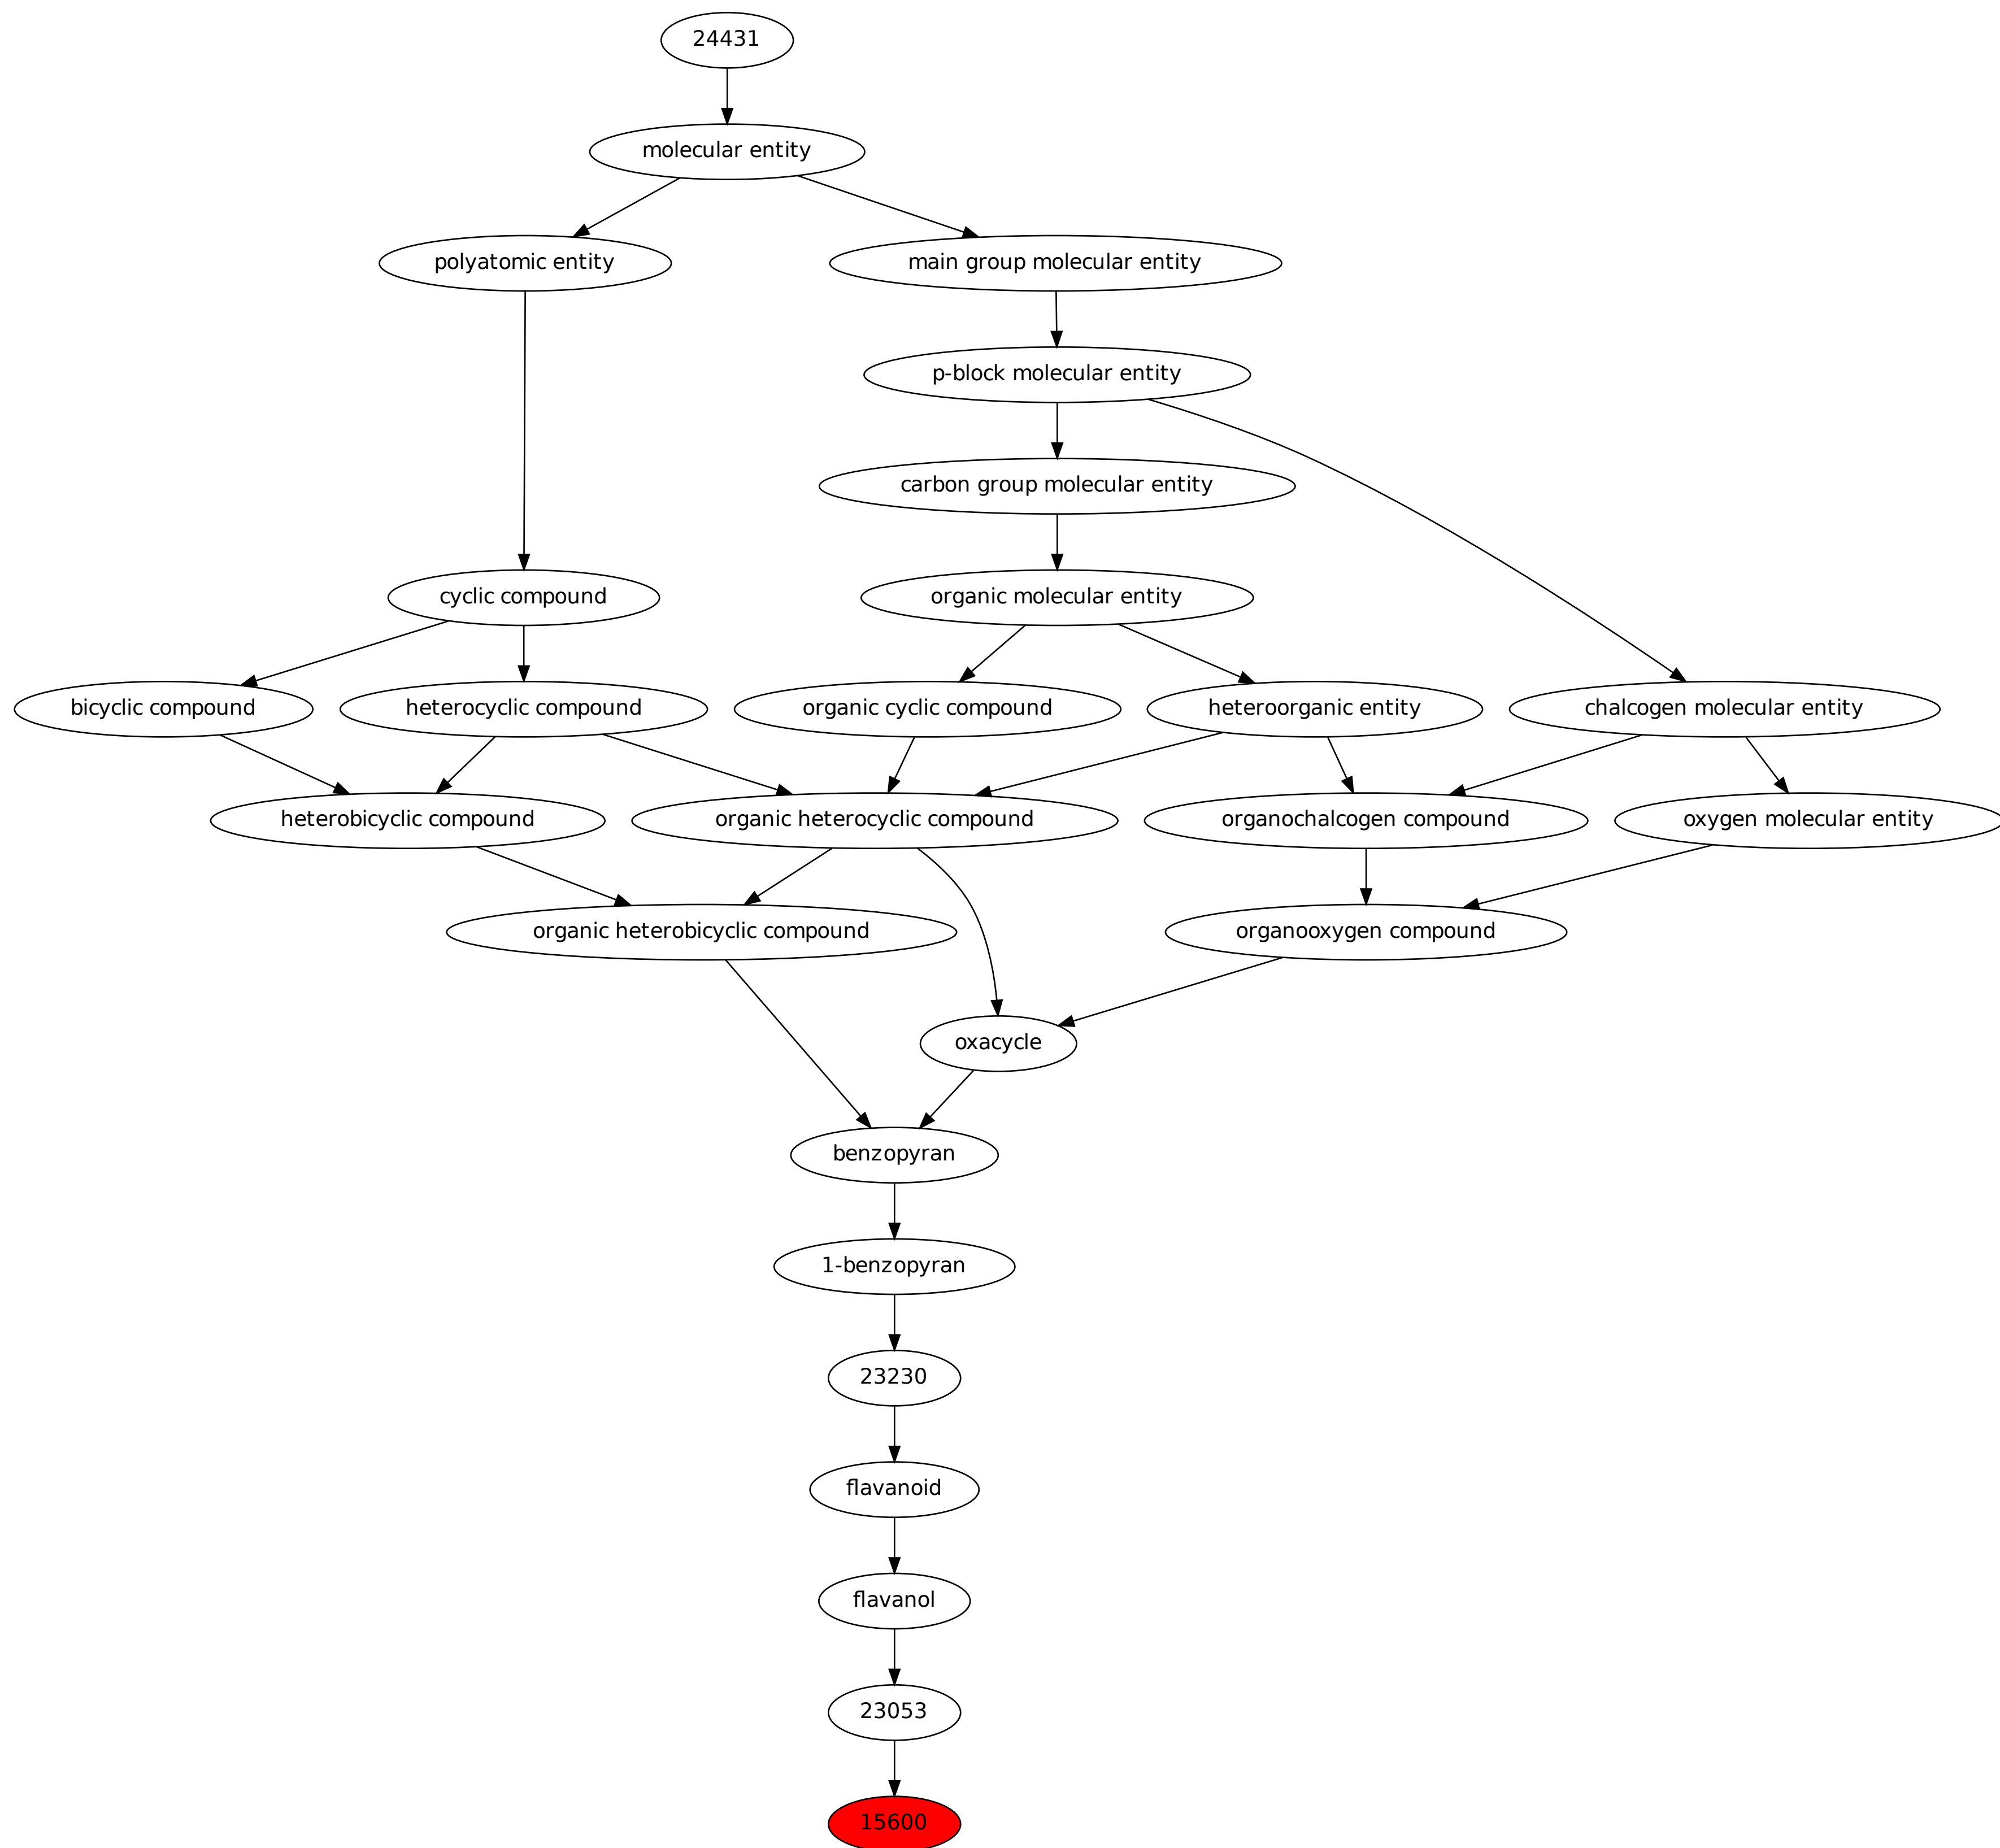 24431
molecular entity
polyatomic entity
main group molecular entity
p-block molecular entity
carbon group molecular entity
cyclic compound
organic molecular entity
bicyclic compound
heterocyclic compound
organic cyclic compound
heteroorganic entity
chalcogen molecular entity
heterobicyclic compound
organic heterocyclic compound
organochalcogen compound
oxygen molecular entity
organic heterobicyclic compound
organooxygen compound
oxacycle
benzopyran
1-benzopyran
23230
flavanoid
flavanol
23053
15600